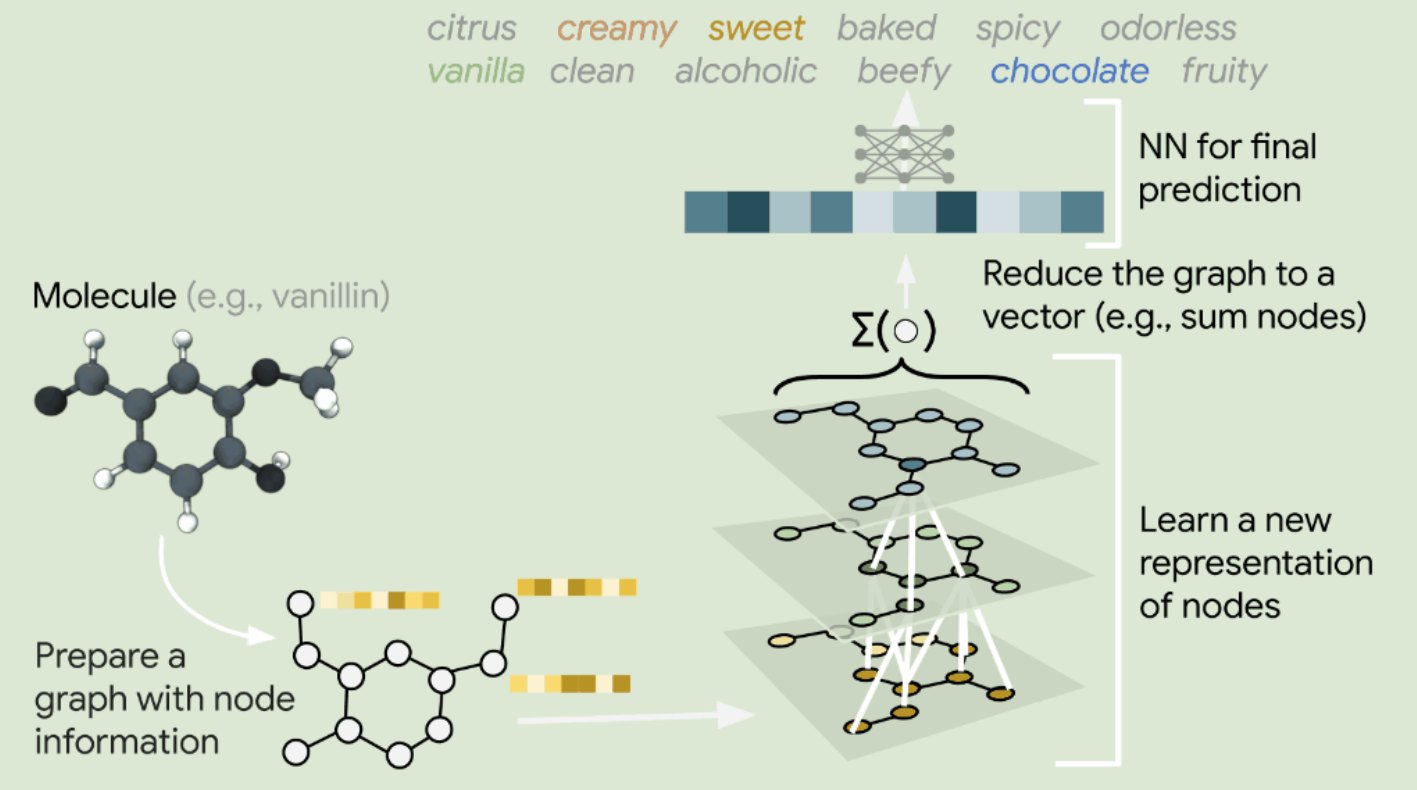 citrus creamy sweet baked spicy odorless
vanilla clean alcoholic beefy chocolate fruity
NN for final
prediction
Reduce the graph to a
vector (e.g., sum nodes)
Σ( )
Molecule (e.g., vanillin)
Learn a new
representation
of nodes
Prepare a
graph with node
information